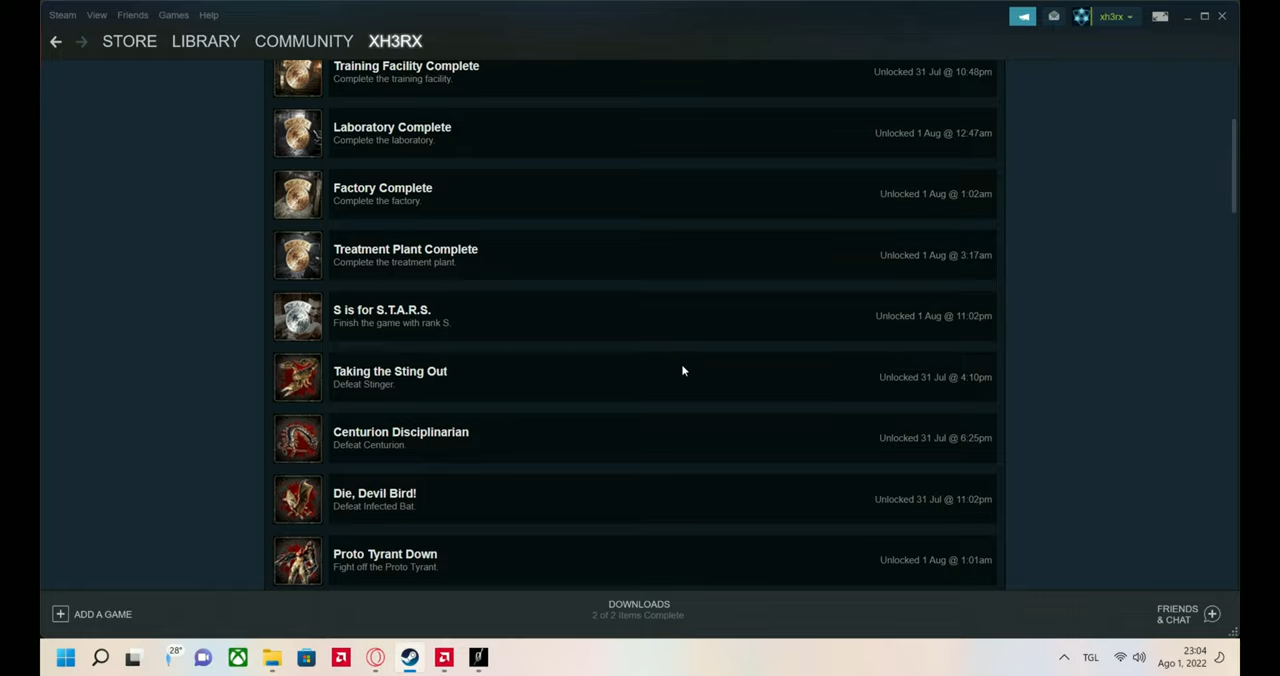 Steam View Friends Games Help
xh3rx
STORE LIBRARY COMMUNITY XH3RX
Training Facility Complete
Complete the training facility.
Unlocked 31 Jul @ 10:48pm
Laboratory Complete
Complete the laboratory.
Unlocked 1 Aug @ 12:47am
Factory Complete
Complete the factory.
Unlocked 1 Aug @ 1:02am
Treatment Plant Complete
Complete the treatment plant.
Unlocked 1 Aug @ 3:17am
S is for S.T.A.R.S.
Finish the game with rank S.
Unlocked 1 Aug @ 11:02pm
Taking the Sting Out
Defeat Stinger.
Unlocked 31 Jul @ 4:10pm
Centurion Disciplinarian
Defeat Centurion.
Unlocked 31 Jul @ 6:25pm
Die, Devil Bird!
Defeat Infected Bat.
Unlocked 31 Jul @ 11:02pm
Proto Tyrant Down
Fight off the Proto Tyrant.
Unlocked 1 Aug @ 1:01am
ADD A GAME
DOWNLOADS
2 of 2 Items Complete
FRIENDS
& CHAT
28°
TGL
23:04
Ago 1, 2022